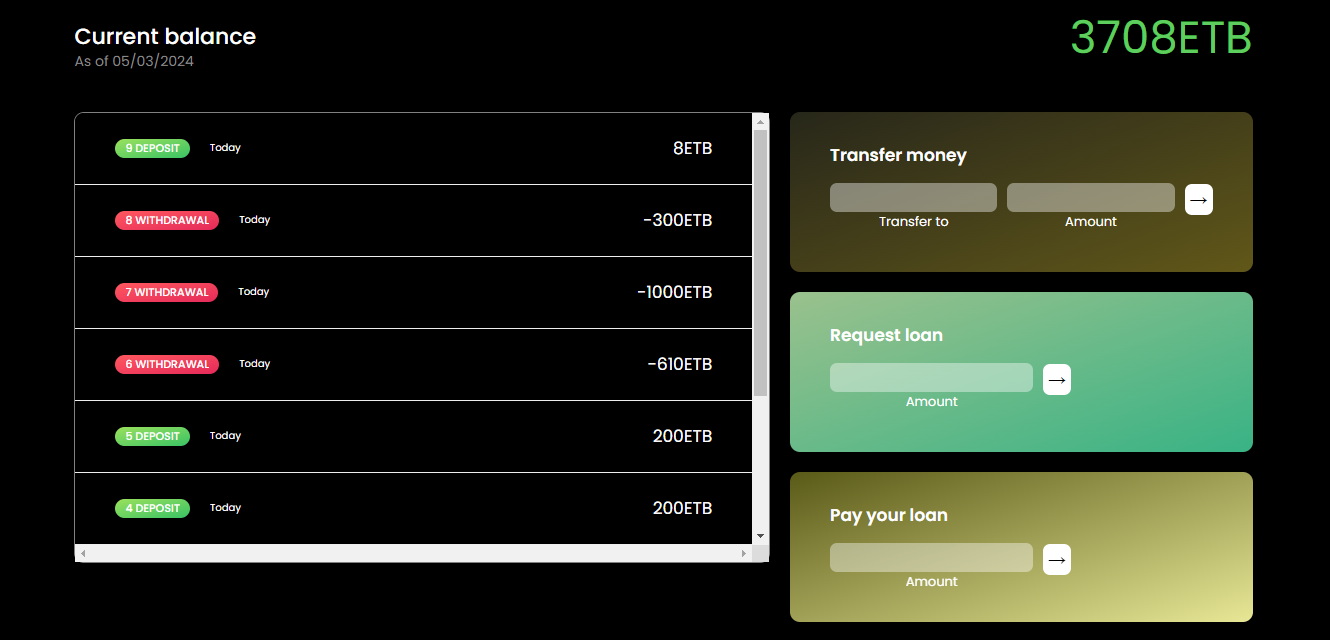 Current balance
As of 05/03/2024
3708ETB
9 DEPOSIT Today 8ETB
8 WITHDRAWAL Today -300ETB
7 WITHDRAWAL Today -1000ETB
6 WITHDRAWAL Today -610ETB
5 DEPOSIT Today 200ETB
4 DEPOSIT Today 200ETB
Transfer money
→
Transfer to Amount
Request loan
→
Amount
Pay your loan
→
Amount